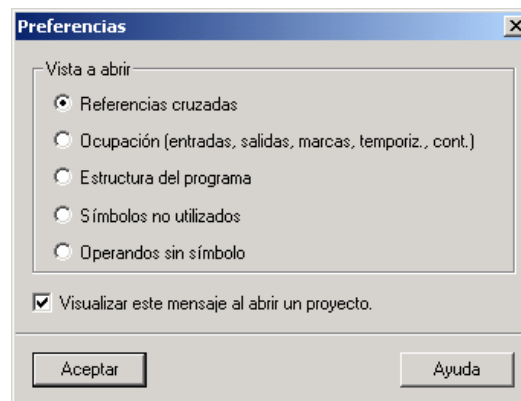 Preferencias
Vista a abrir
Referencias cruzadas
Ocupación (entradas, salidas, marcas, temporiz., cont.)
Estructura del programa
Símbolos no utilizados
Operandos sin símbolo
Visualizar este mensaje al abrir un proyecto.
Aceptar Ayuda